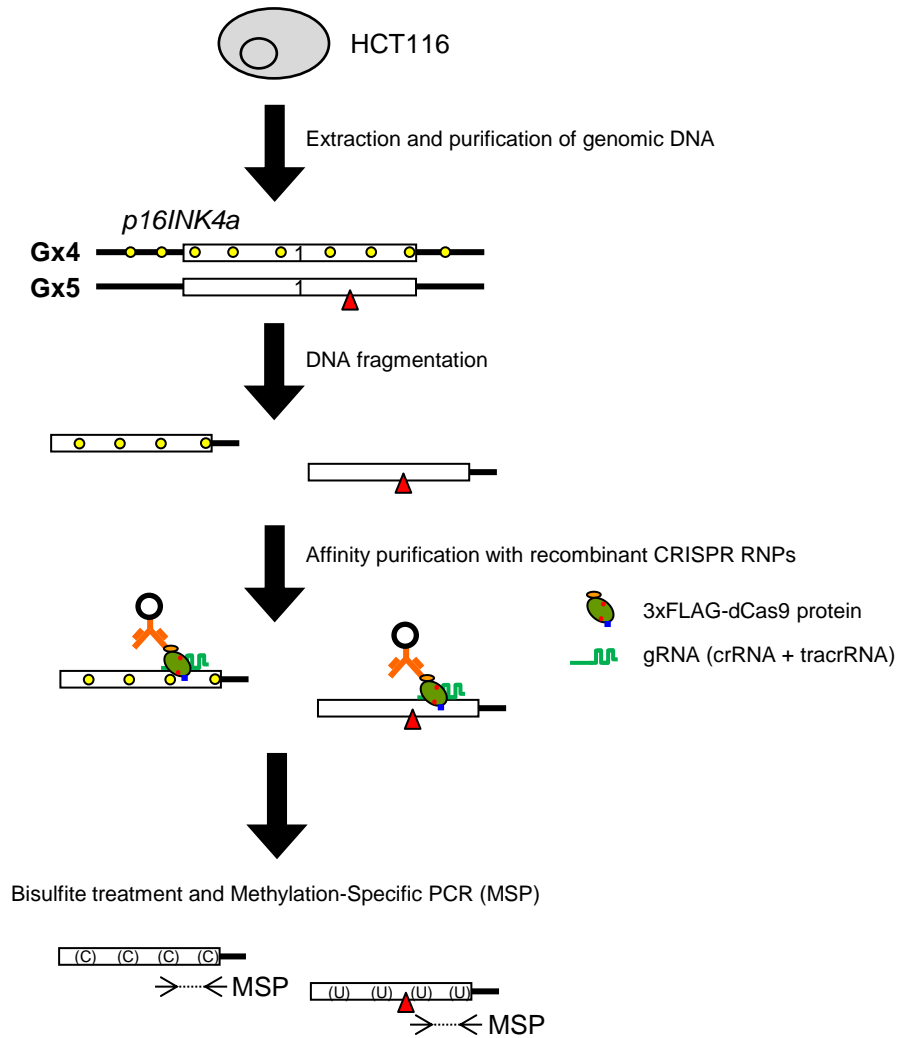 HCT116
Extraction and purification of genomic DNA
p16INK4a
Gx4
1
Gx5
1
DNA fragmentation
Affinity purification with recombinant CRISPR RNPs
3xFLAG-dCas9 protein
gRNA (crRNA + tracrRNA)
Bisulfite treatment and Methylation-Specific PCR (MSP)
(C) (C) (C) (C)
MSP
(U) (U) (U) (U)
MSP